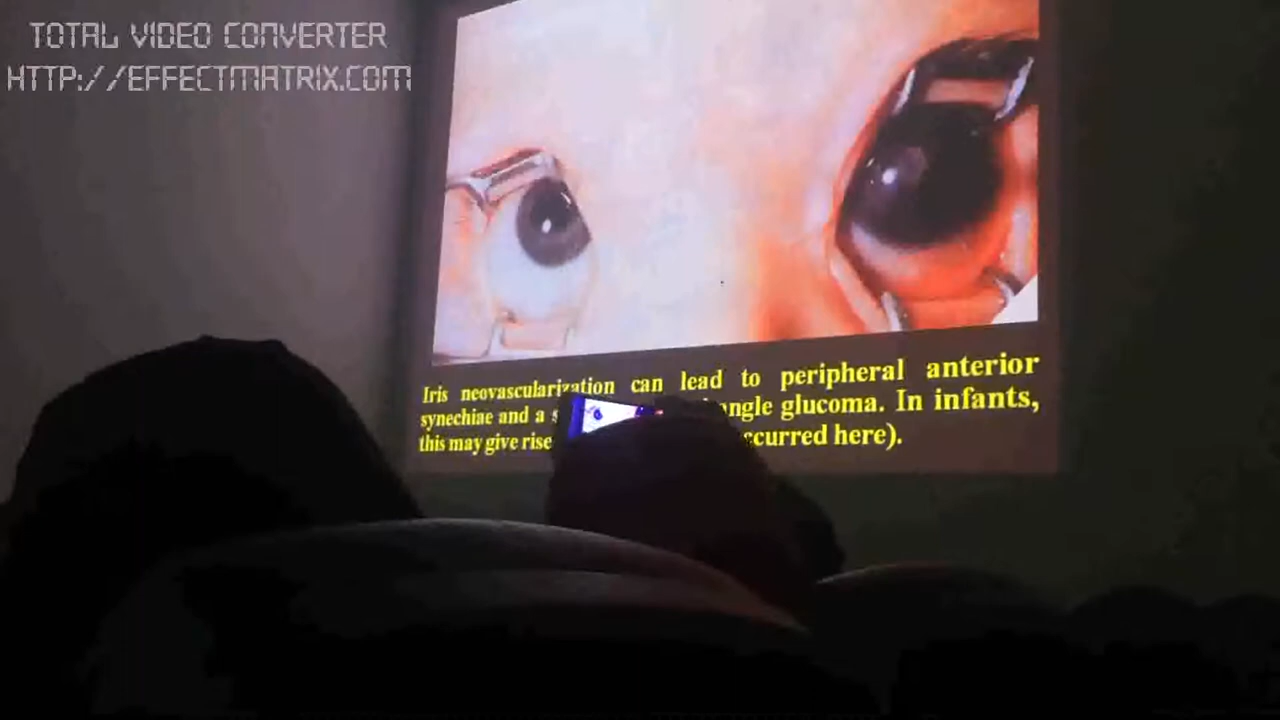 TOTAL VIDEO CONVERTER
HTTP://EFFECTMATRIX.COM
Iris neovascularization can lead to peripheral anterior
synechiae and a angle glucoma. In infants,
this may give rise ccurred here).